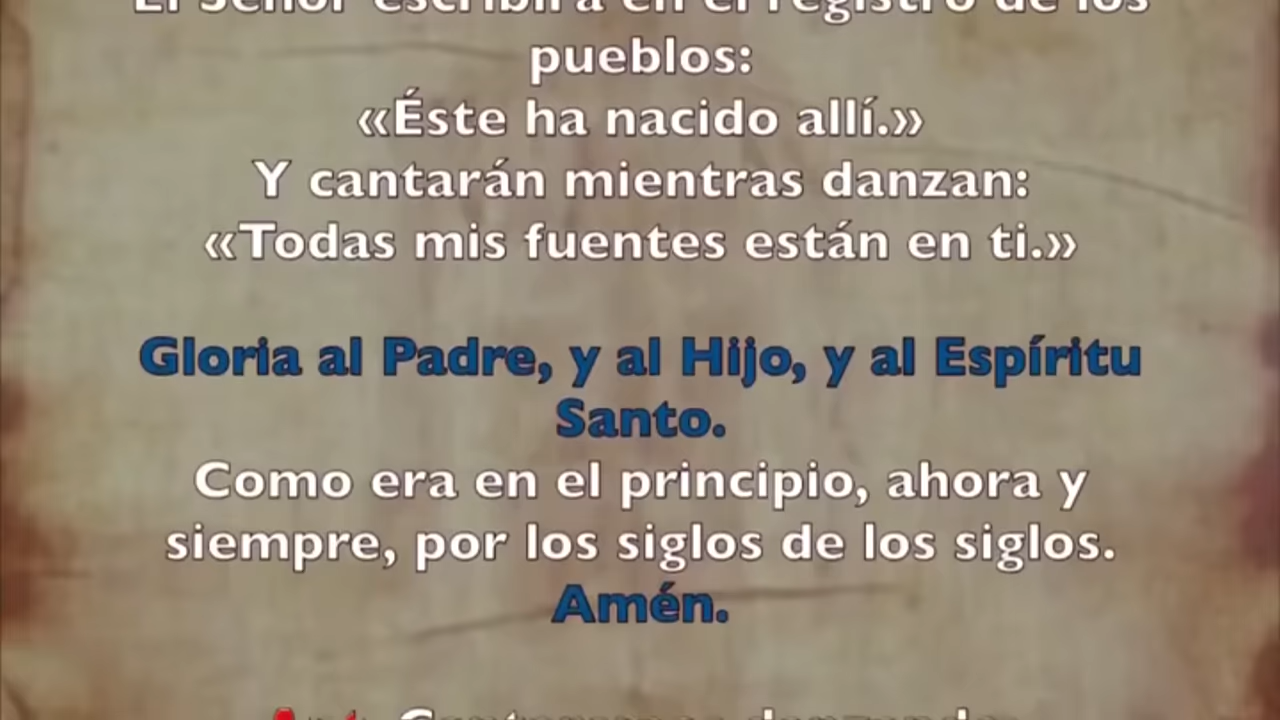 El Señor escribirá en el registro de los
pueblos:
«Éste ha nacido allí.»
Y cantarán mientras danzan:
«Todas mis fuentes están en ti.»
Gloria al Padre, y al Hijo, y al Espíritu
Santo.
Como era en el principio, ahora y
siempre, por los siglos de los siglos.
Amén.